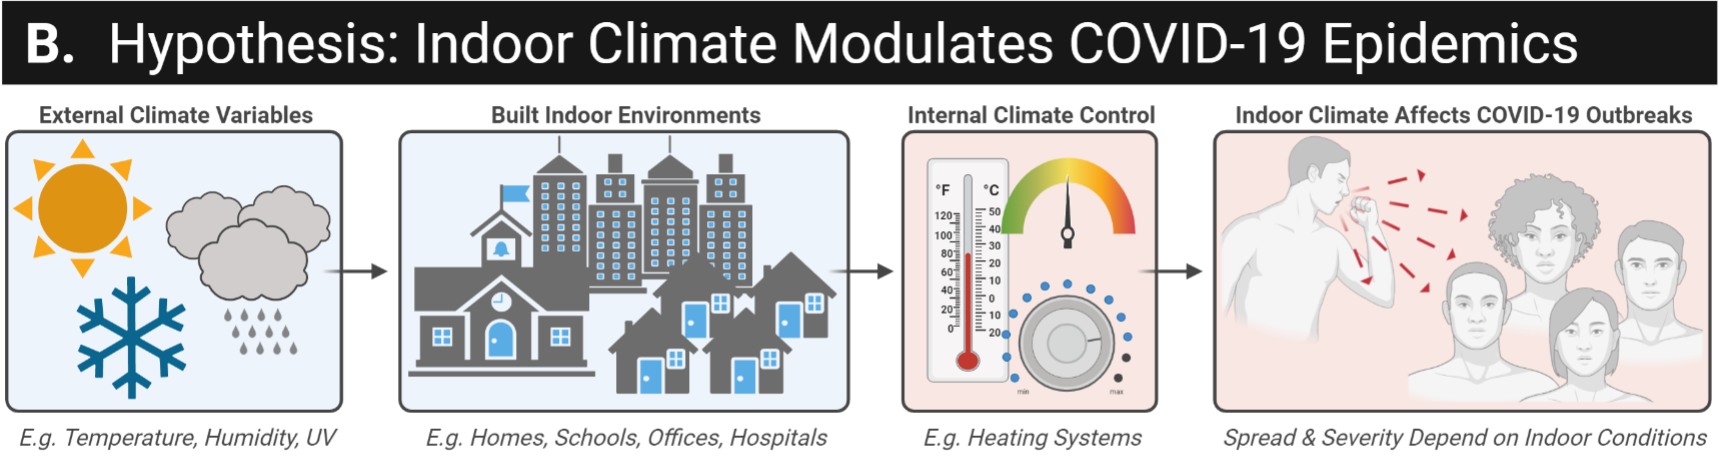 B. Hypothesis: Indoor Climate Modulates COVID-19 Epidemics
External Climate Variables
Built Indoor Environments
Internal Climate Control
Indoor Climate Affects COVID-19 Outbreaks
°F °C
120
100
80
60
40
20
0
50
40
30
20
10
0
10
20
min max
E.g. Temperature, Humidity, UV
E.g. Homes, Schools, Offices, Hospitals
E.g. Heating Systems
Spread & Severity Depend on Indoor Conditions